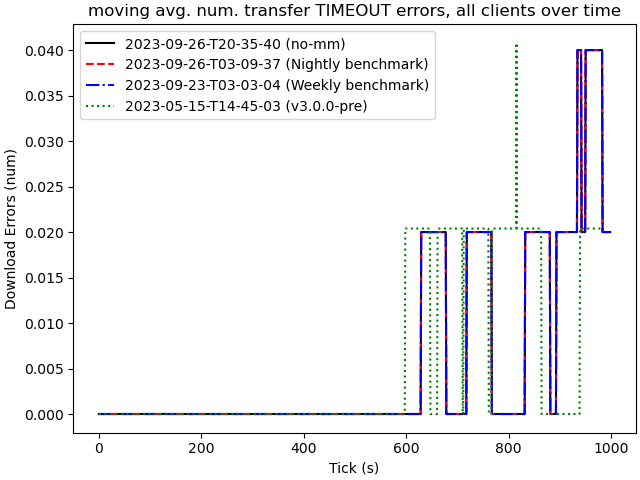 moving avg. num. transfer TIMEOUT errors, all clients over time
2023-09-26-T20-35-40 (no-mm)
2023-09-26-T03-09-37 (Nightly benchmark)
2023-09-23-T03-03-04 (Weekly benchmark)
2023-05-15-T14-45-03 (v3.0.0-pre)
Download Errors (num)
0.040
0.035
0.030
0.025
0.020
0.015
0.010
0.005
0.000
0 200 400 600 800 1000
Tick (s)